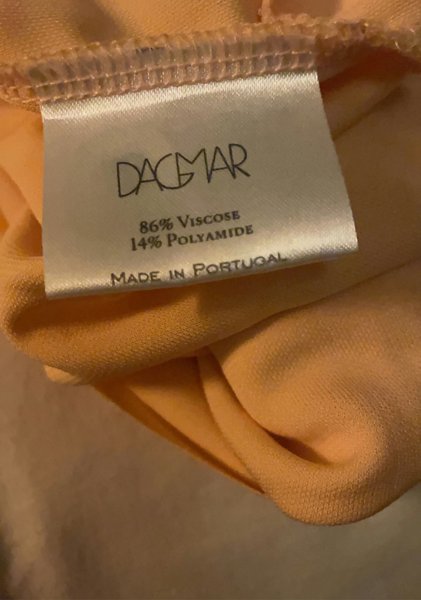 DAGMAR
86% VISCOSE
14% POLYAMIDE
MADE IN PORTUGAL